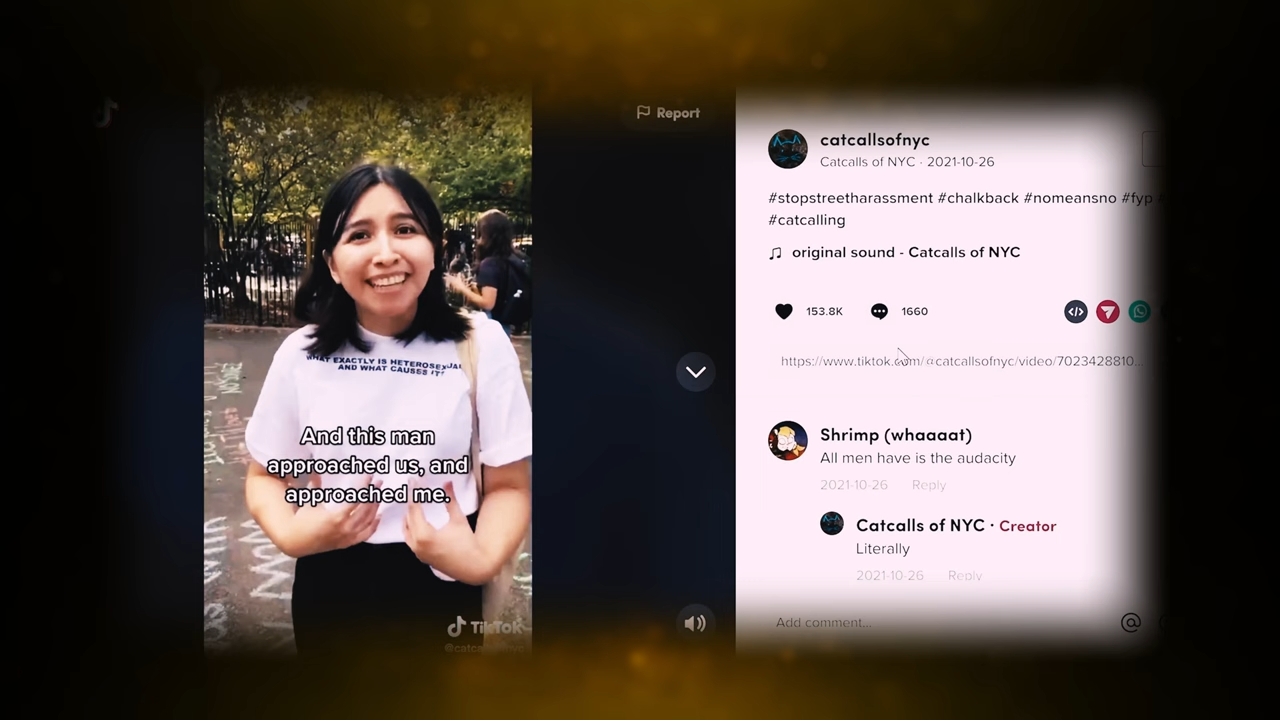 Report
WHAT EXACTLY IS HETEROSEXUAL
AND WHAT CAUSES IT?
And this man
approached us, and
approached me.
TikTok
catcallsofnyc
Catcalls of NYC · 2021-10-26
#stopstreetharassment #chalkback #nomeansno #fyp
#catcalling
original sound - Catcalls of NYC
153.8K
1660
https://www.tiktok.com/@catcallsofnyc/video/7023428810...
Shrimp (whaaaat)
All men have is the audacity
2021-10-26 Reply
Catcalls of NYC · Creator
Literally
2021-10-26 Reply
Add comment...